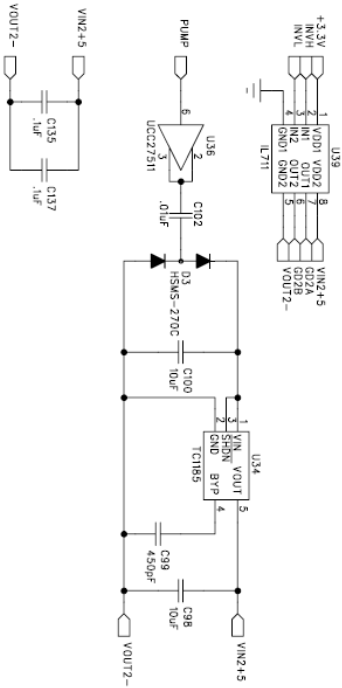 U39
+3.3V
INVH
INVL
1
2
3
4
VDD1 VDD2
IN1 OUT1
IN2 OUT2
GND1 GND2
8
7
6
5
VIN2+5
GD2A
GD2B
VOUT2-
IL711
PUMP
6
U36
2
3
UCC27511
C102
.01uF
D3
HSMS-270C
C100
10uF
U34
1
3
2
VIN VOUT
SHDN
GND BYP
5
4
TC1185
C99
450pF
C98
10uF
VIN2+5
VOUT2-
VIN2+5
VOUT2-
C135
.1uF
C137
.1uF